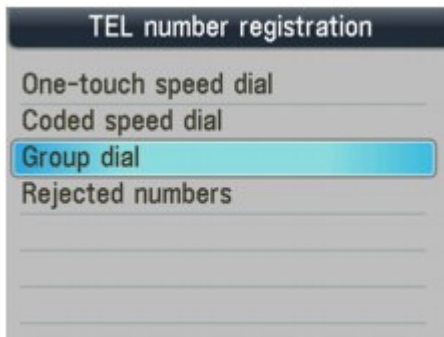 TEL number registration
One-touch speed dial
Coded speed dial
Group dial
Rejected numbers